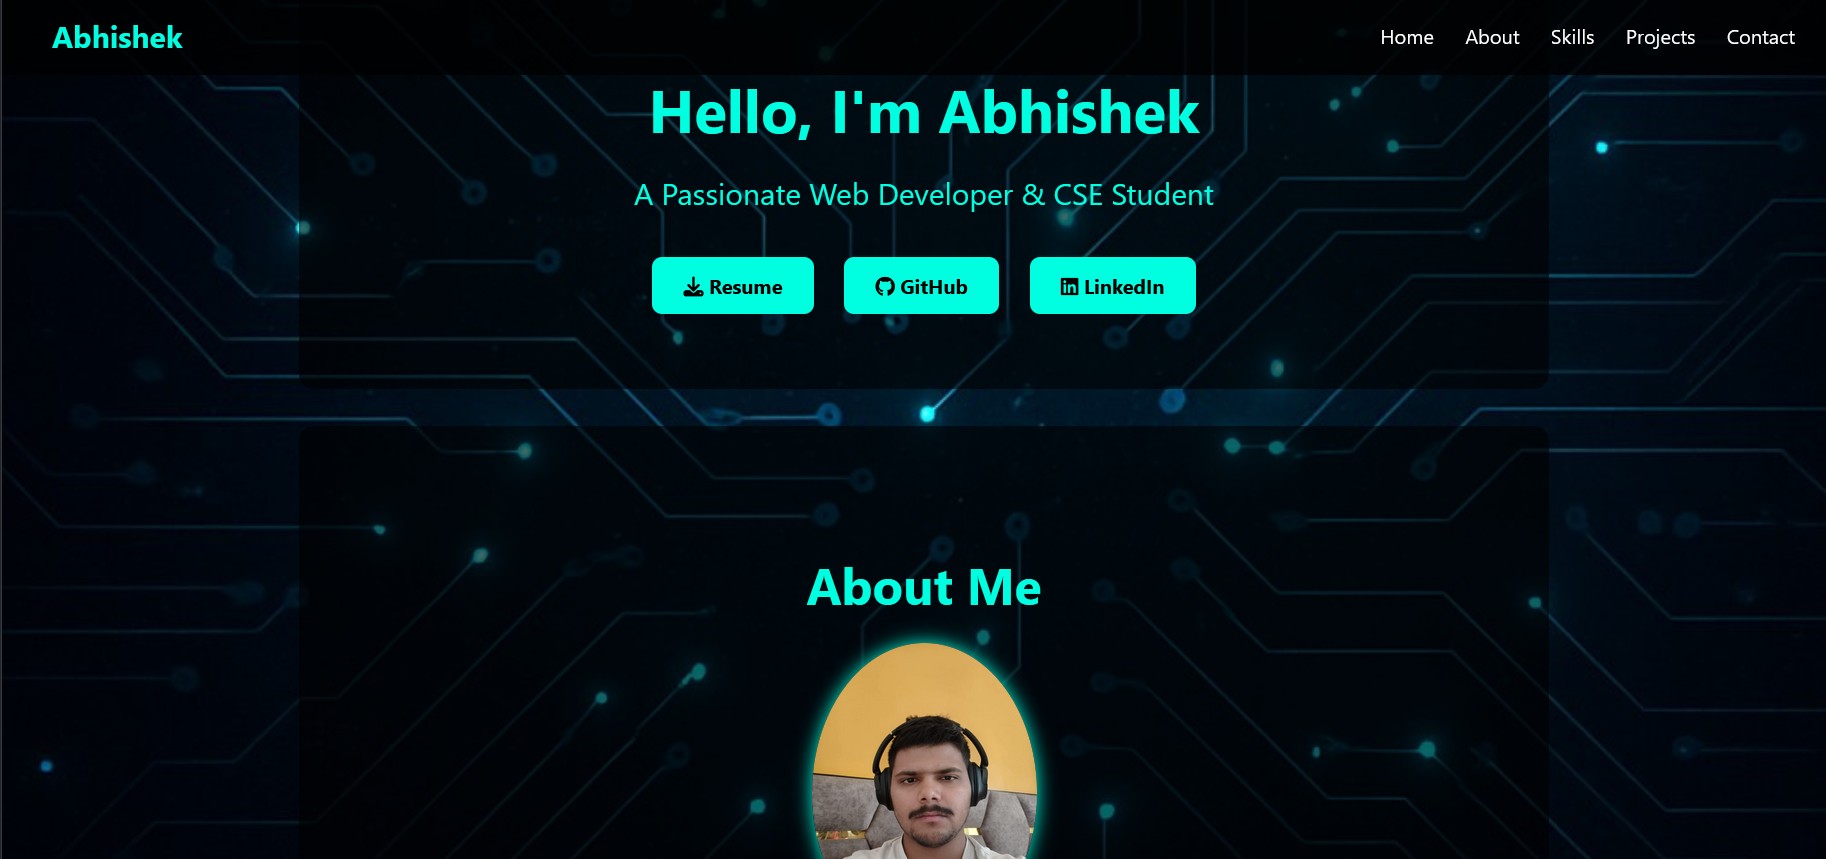 Abhishek
Home About Skills Projects Contact
Hello, I'm Abhishek
A Passionate Web Developer & CSE Student
Resume GitHub LinkedIn
About Me